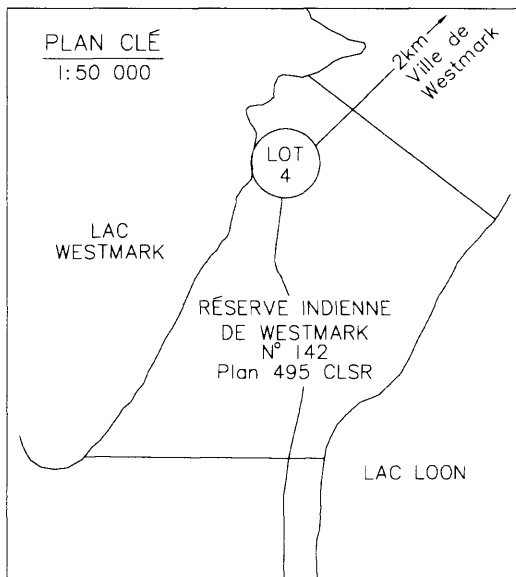 PLAN CLÉ
1:50 000
2km
Ville de
Westmark
LOT
4
LAC
WESTMARK
RÉSERVE INDIENNE
DE WESTMARK
N° 142
Plan 495 CLSR
LAC LOON